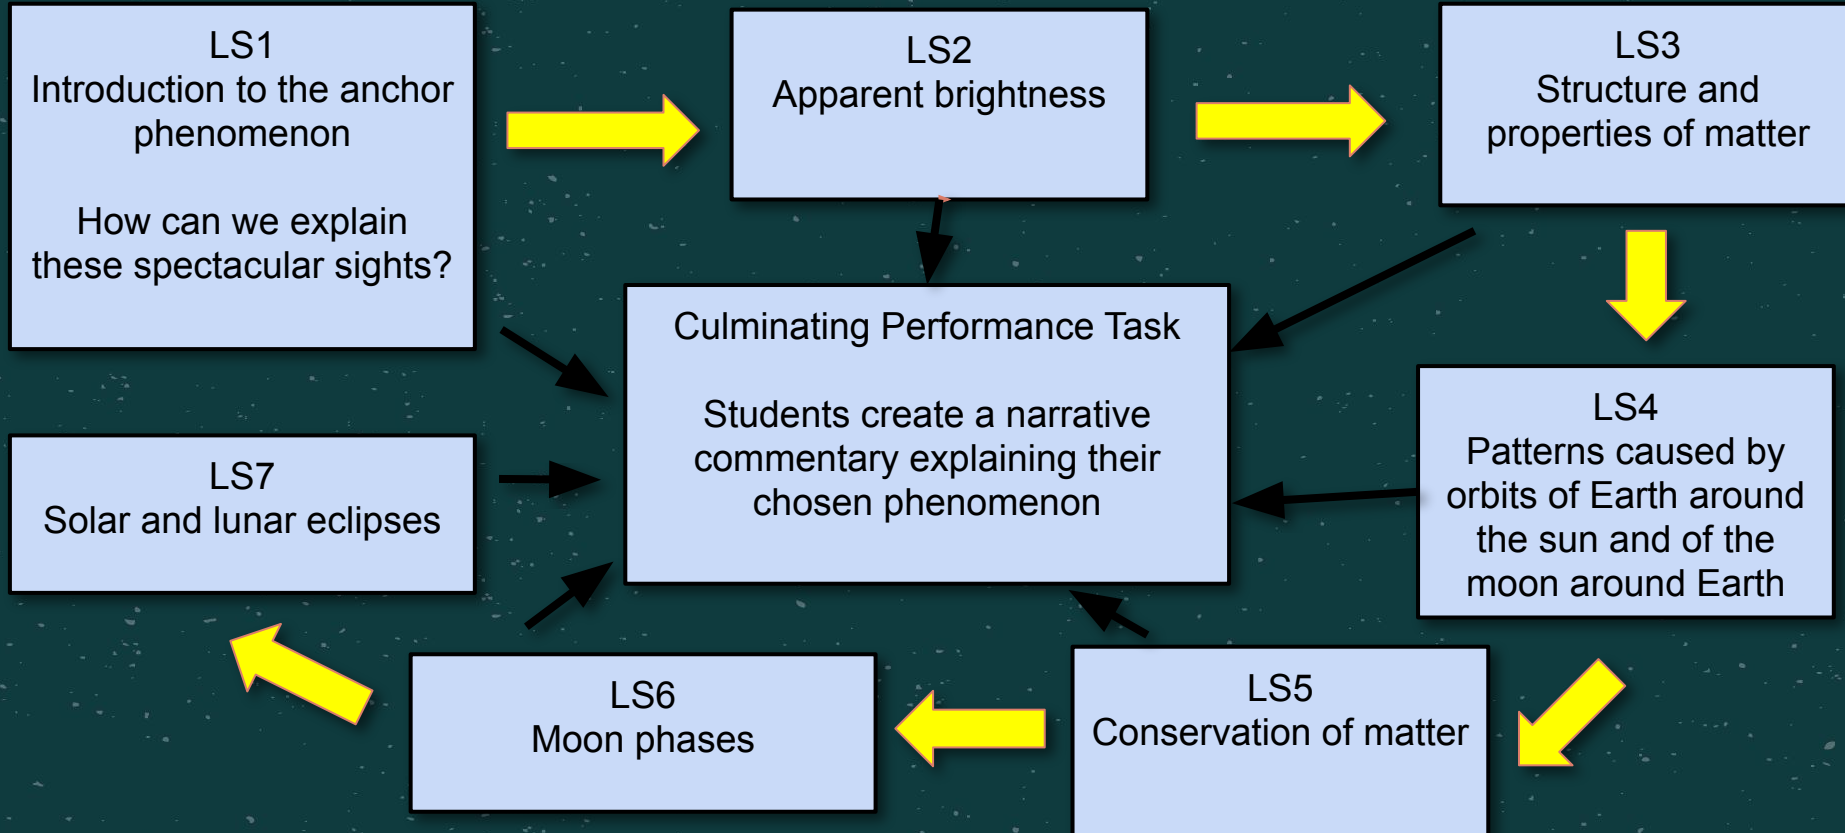 LS1
Introduction to the anchor
phenomenon
How can we explain
these spectacular sights?
LS2
Apparent brightness
LS3
Structure and
properties of matter
LS4
Patterns caused by
orbits of Earth around
the sun and of the
moon around Earth
LS5
Conservation of matter
LS6
Moon phases
LS7
Solar and lunar eclipses
Culminating Performance Task
Students create a narrative
commentary explaining their
chosen phenomenon